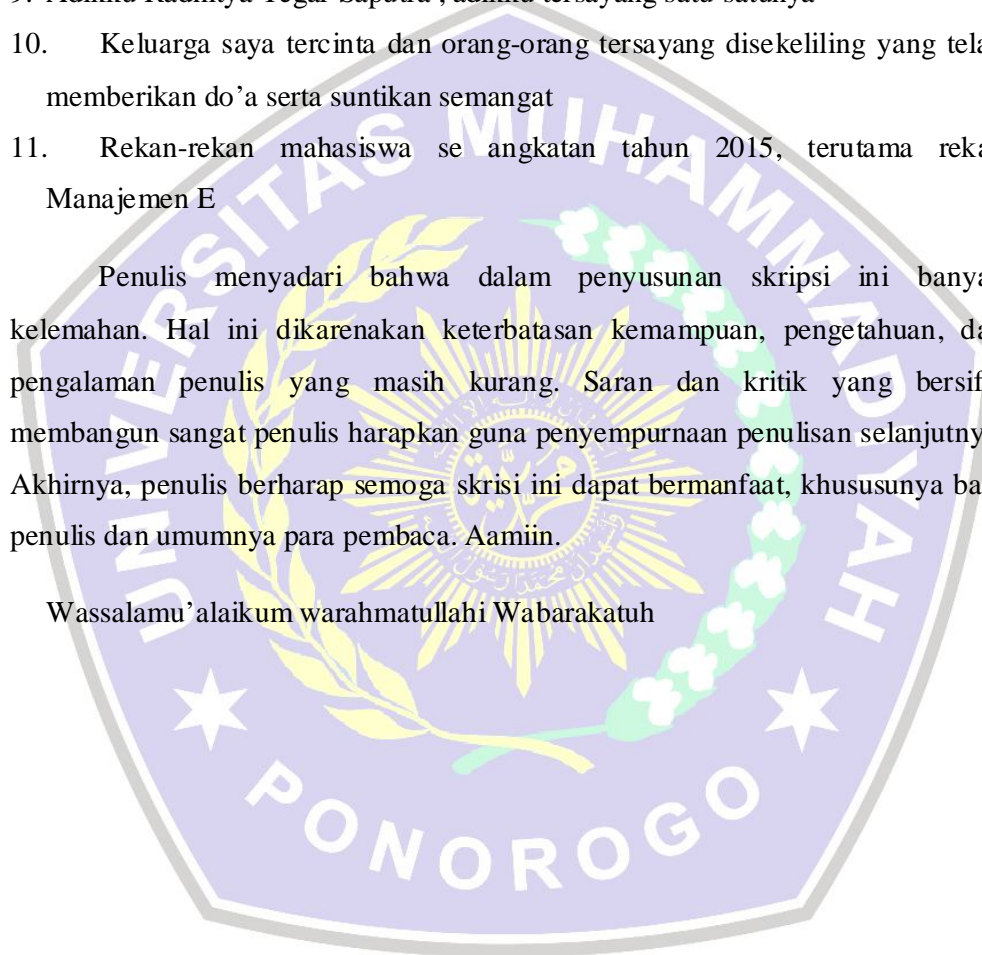 10. Keluarga saya tercinta dan orang-orang tersayang disekeliling yang tela
memberikan do’a serta suntikan semangat
11. Rekan-rekan mahasiswa se angkatan tahun 2015, terutama reka
Manajemen E
Penulis menyadari bahwa dalam penyusunan skripsi ini banya
kelemahan. Hal ini dikarenakan keterbatasan kemampuan, pengetahuan, da
pengalaman penulis yang masih kurang. Saran dan kritik yang bersif
membangun sangat penulis harapkan guna penyempurnaan penulisan selanjutny
Akhirnya, penulis berharap semoga skrisi ini dapat bermanfaat, khususunya ba
penulis dan umumnya para pembaca. Aamiin.
Wassalamu’alaikum warahmatullahi Wabarakatuh
UNIVERSITAS MUHAMMADIYAH
PONOROGO